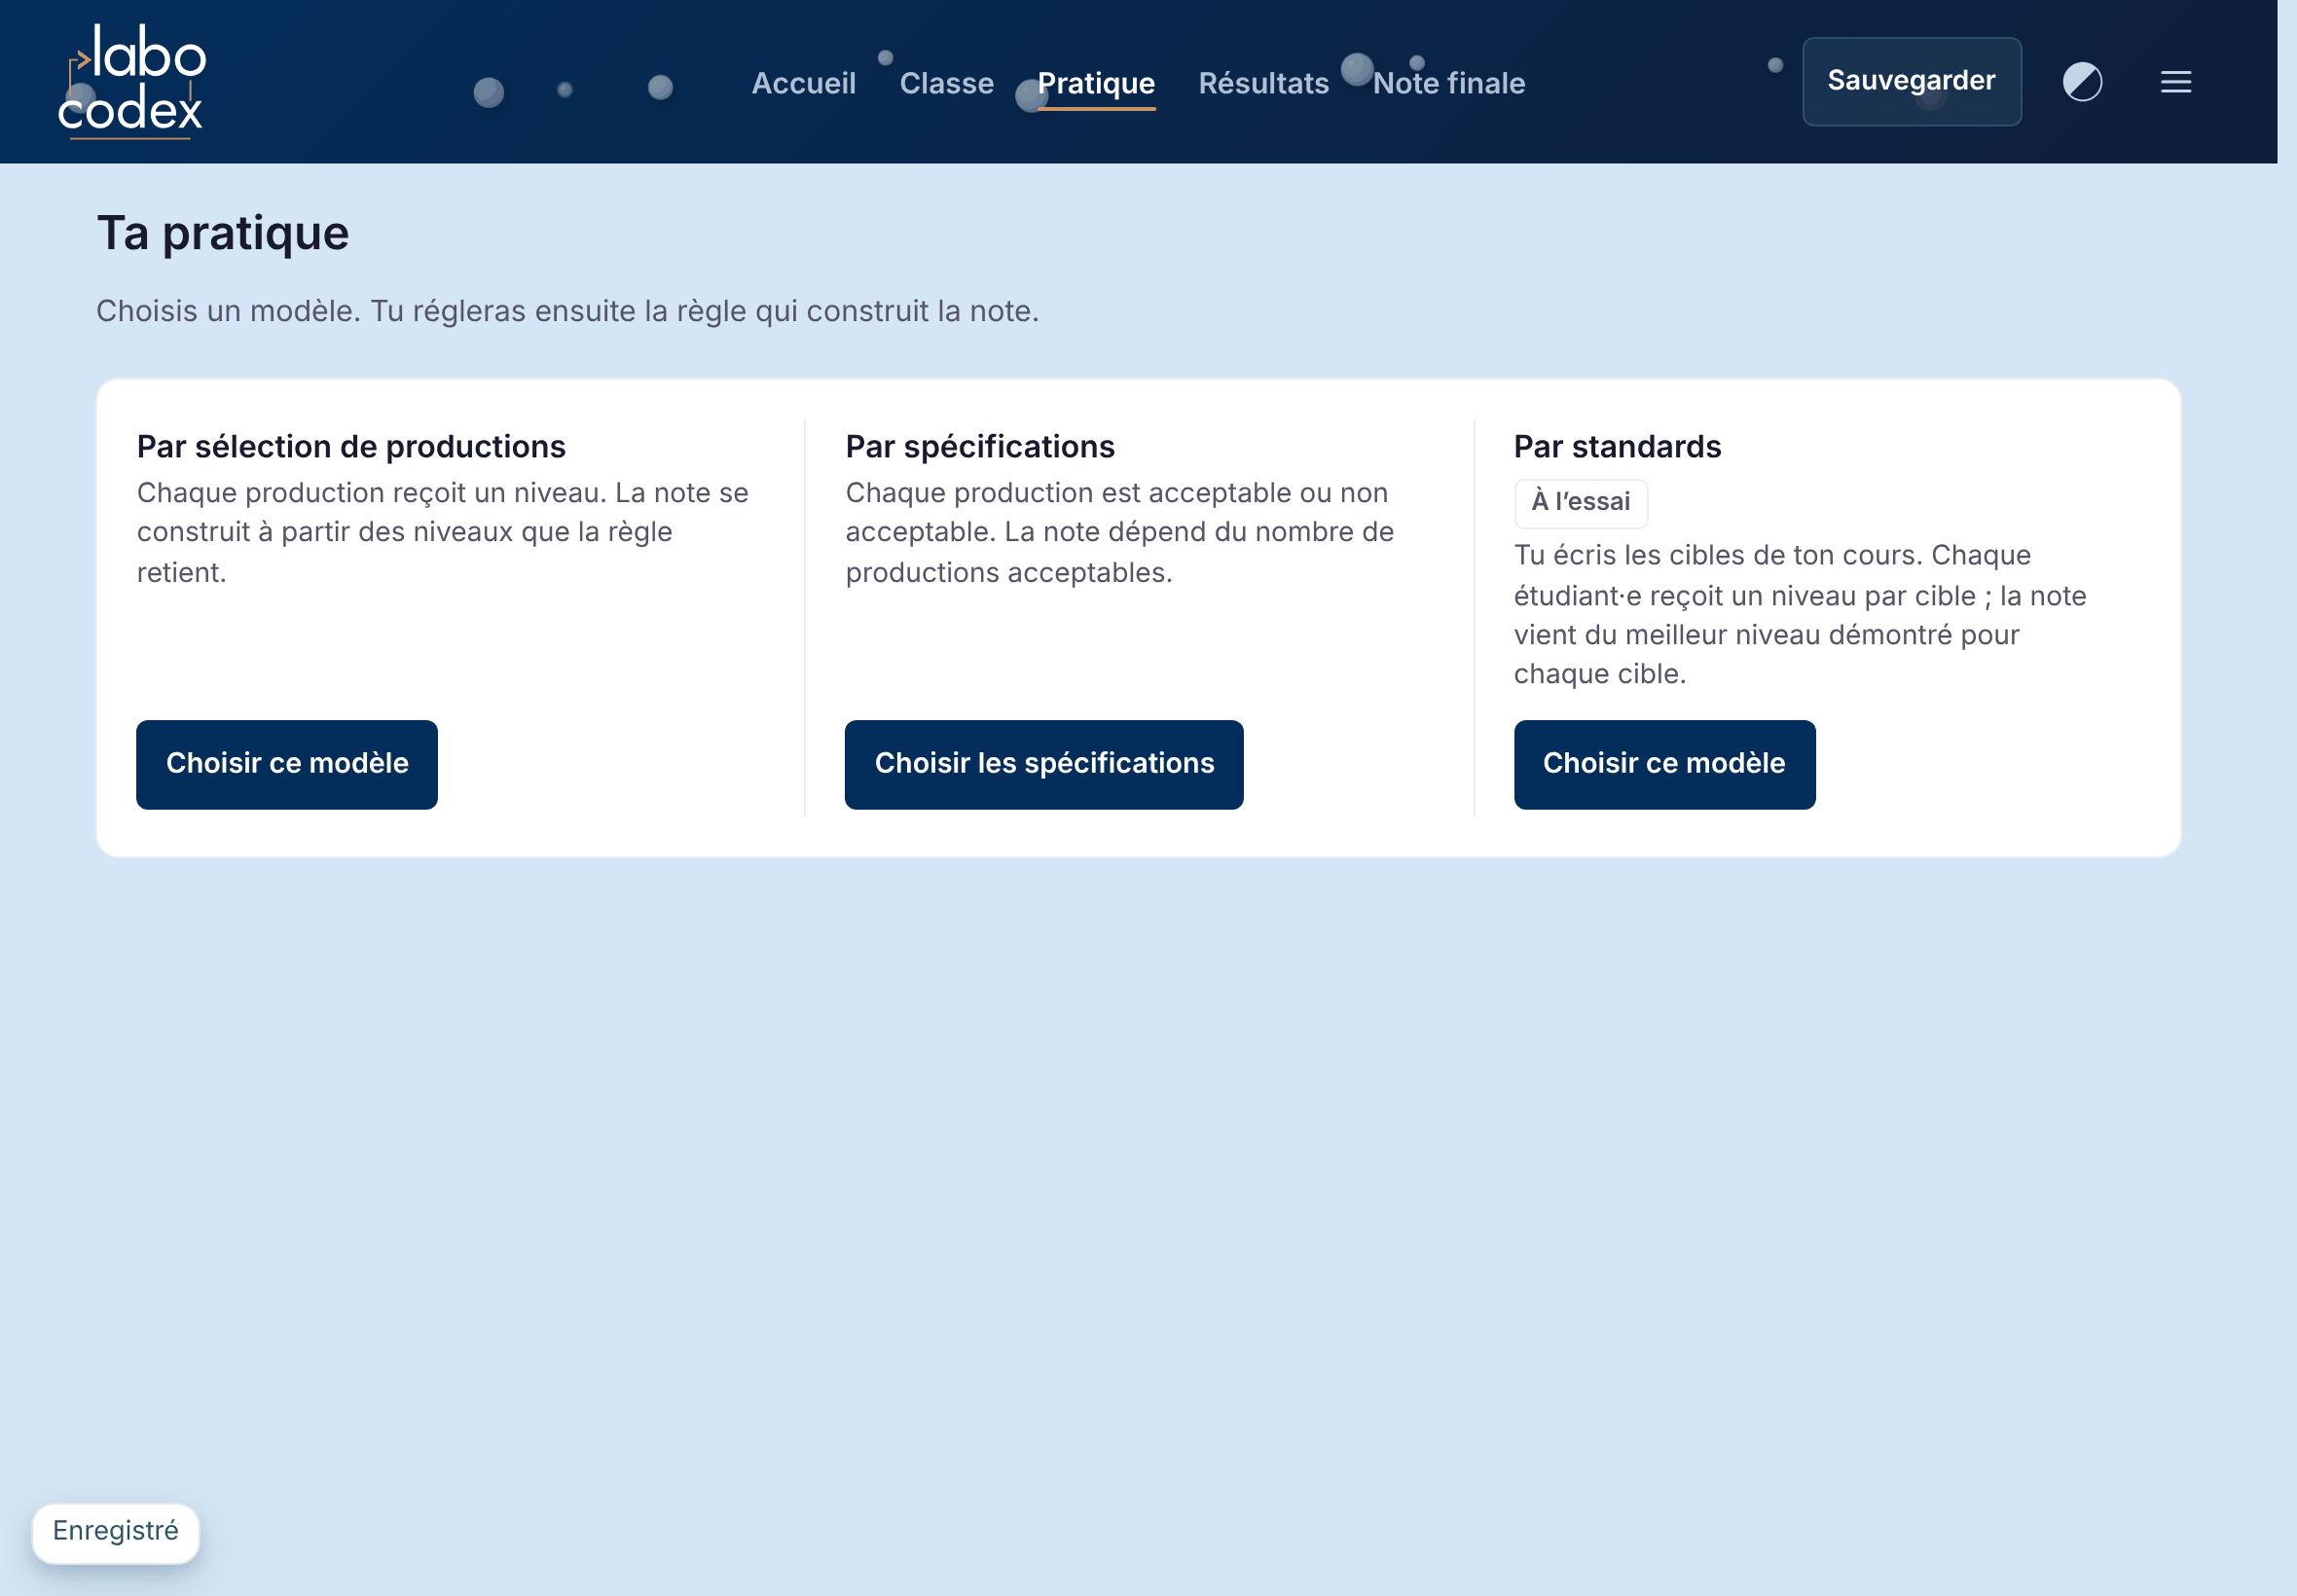 labo
codex
Accueil
Classe
Pratique
Résultats
Note finale
Sauvegarder
Ta pratique
Choisis un modèle. Tu régleras ensuite la règle qui construit la note.
Par sélection de productions
Chaque production reçoit un niveau. La note se
construit à partir des niveaux que la règle
retient.
Choisir ce modèle
Par spécifications
Chaque production est acceptable ou non
acceptable. La note dépend du nombre de
productions acceptables.
Choisir les spécifications
Par standards
À l’essai
Tu écris les cibles de ton cours. Chaque
étudiant·e reçoit un niveau par cible ; la note
vient du meilleur niveau démontré pour
chaque cible.
Choisir ce modèle
Enregistré